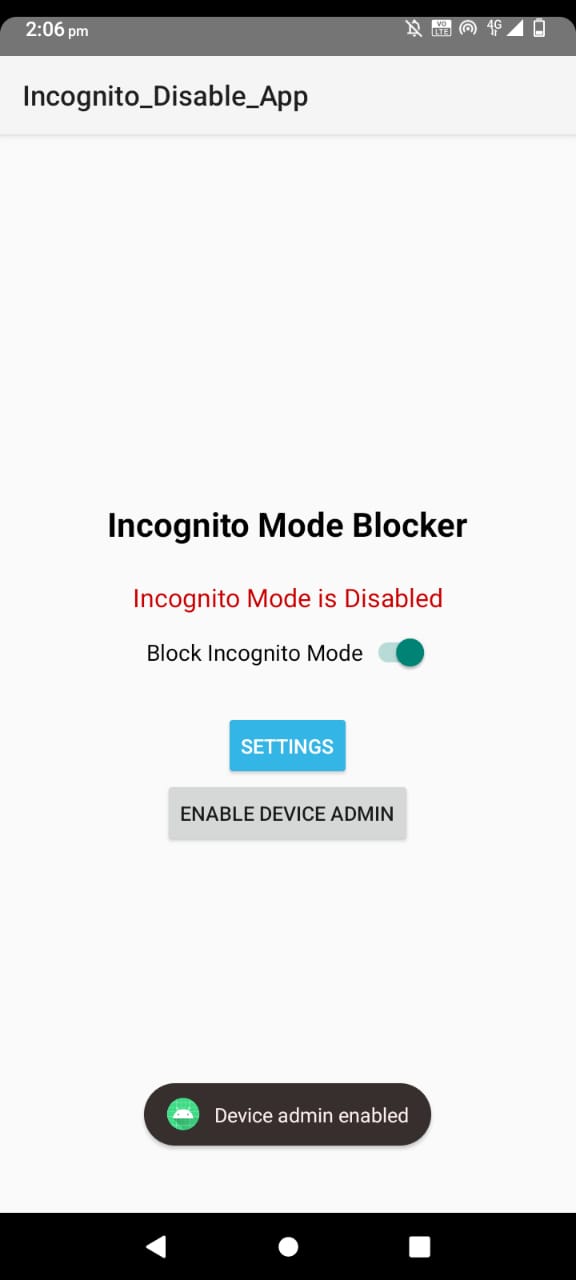 2:06 pm
VO
LTE
4G
Incognito_Disable_App
Incognito Mode Blocker
Incognito Mode is Disabled
Block Incognito Mode
SETTINGS
ENABLE DEVICE ADMIN
Device admin enabled